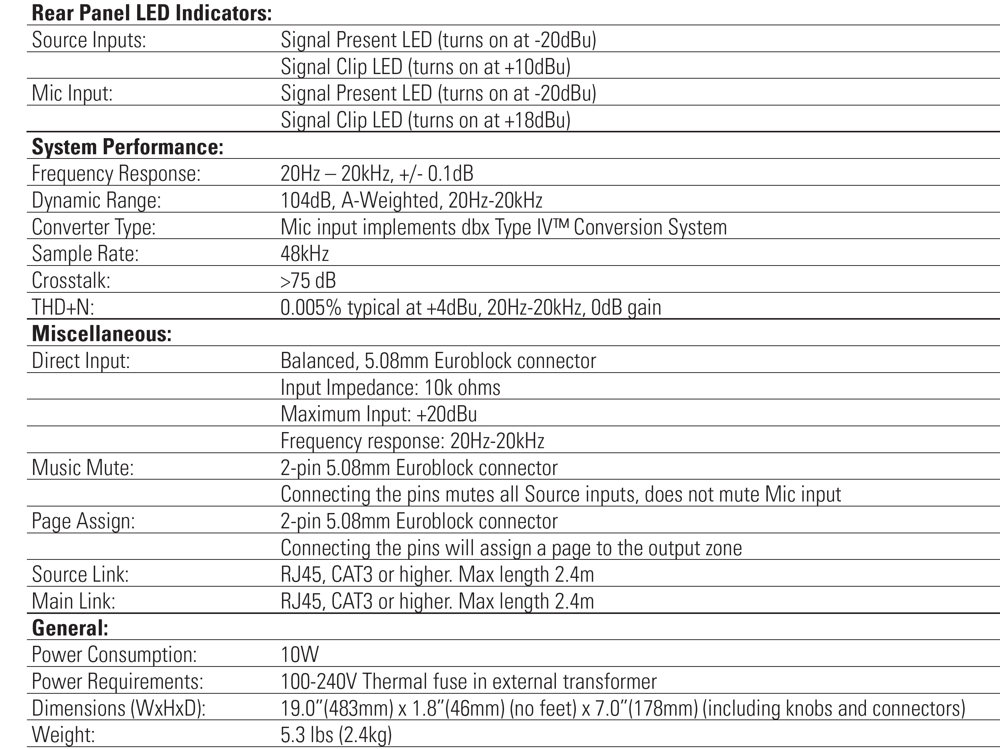 Rear Panel LED Indicators:
Source Inputs: Signal Present LED (turns on at -20dBu)
Signal Clip LED (turns on at +10dBu)
Mic Input: Signal Present LED (turns on at -20dBu)
Signal Clip LED (turns on at +18dBu)
System Performance:
Frequency Response: 20Hz – 20kHz, +/- 0.1dB
Dynamic Range: 104dB, A-Weighted, 20Hz-20kHz
Converter Type: Mic input implements dbx Type IV™ Conversion System
Sample Rate: 48kHz
Crosstalk: >75 dB
THD+N: 0.005% typical at +4dBu, 20Hz-20kHz, 0dB gain
Miscellaneous:
Direct Input: Balanced, 5.08mm Euroblock connector
Input Impedance: 10k ohms
Maximum Input: +20dBu
Frequency response: 20Hz-20kHz
Music Mute: 2-pin 5.08mm Euroblock connector
Connecting the pins mutes all Source inputs, does not mute Mic input
Page Assign: 2-pin 5.08mm Euroblock connector
Connecting the pins will assign a page to the output zone
Source Link: RJ45, CAT3 or higher. Max length 2.4m
Main Link: RJ45, CAT3 or higher. Max length 2.4m
General:
Power Consumption: 10W
Power Requirements: 100-240V Thermal fuse in external transformer
Dimensions (WxHxD): 19.0”(483mm) x 1.8”(46mm) (no feet) x 7.0”(178mm) (including knobs and connectors)
Weight: 5.3 lbs (2.4kg)